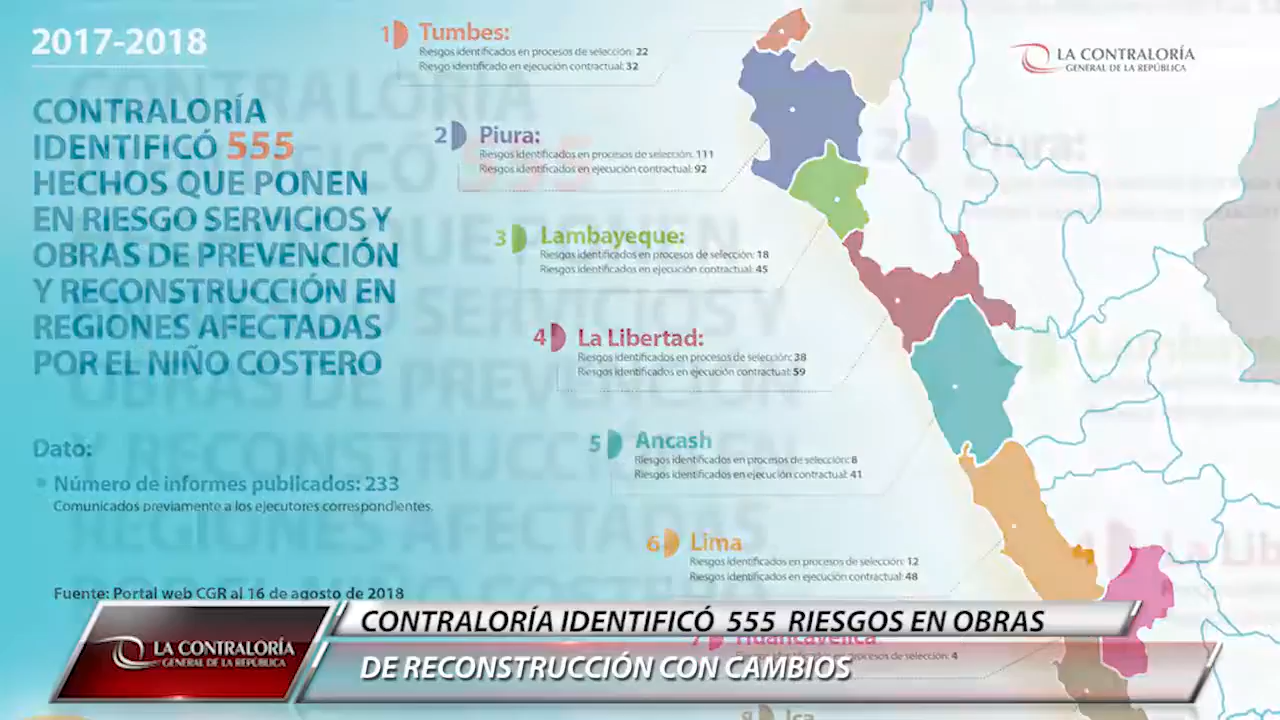 2017-2018
CONTRALORÍA
IDENTIFICÓ 555
HECHOS QUE PONEN
EN RIESGO SERVICIOS Y
OBRAS DE PREVENCIÓN
Y RECONSTRUCCIÓN EN
REGIONES AFECTADAS
POR EL NIÑO COSTERO
Dato:
Número de informes publicados: 233
Comunicados previamente a los ejecutores correspondientes.
Fuente: Portal web CGR al 16 de agosto de 2018
1 Tumbes:
Riesgos identificados en procesos de selección: 22
Riesgo identificado en ejecución contractual: 32
2 Piura:
Riesgos identificados en procesos de selección: 111
Riesgos identificados en ejecución contractual: 92
3 Lambayeque:
Riesgos identificados en procesos de selección: 18
Riesgos identificados en ejecución contractual: 45
4 La Libertad:
Riesgos identificados en procesos de selección: 38
Riesgos identificados en ejecución contractual: 59
5 Ancash
Riesgos identificados en procesos de selección: 8
Riesgos identificados en ejecución contractual: 41
6 Lima
Riesgos identificados en procesos de selección: 12
Riesgos identificados en ejecución contractual: 48
7 Huancavelica
procesos de selección: 4
8 Ica
LA CONTRALORÍA
GENERAL DE LA REPÚBLICA
LA CONTRALORÍA
GENERAL DE LA REPÚBLICA
CONTRALORÍA IDENTIFICÓ 555 RIESGOS EN OBRAS
DE RECONSTRUCCIÓN CON CAMBIOS